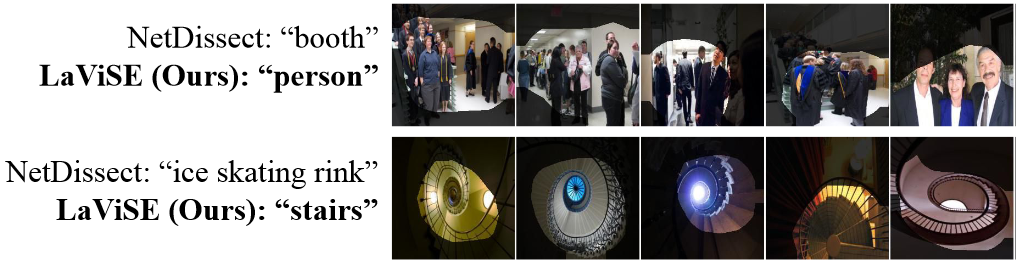 NetDissect: “booth”
LaViSE (Ours): “person”
NetDissect: “ice skating rink”
LaViSE (Ours): “stairs”